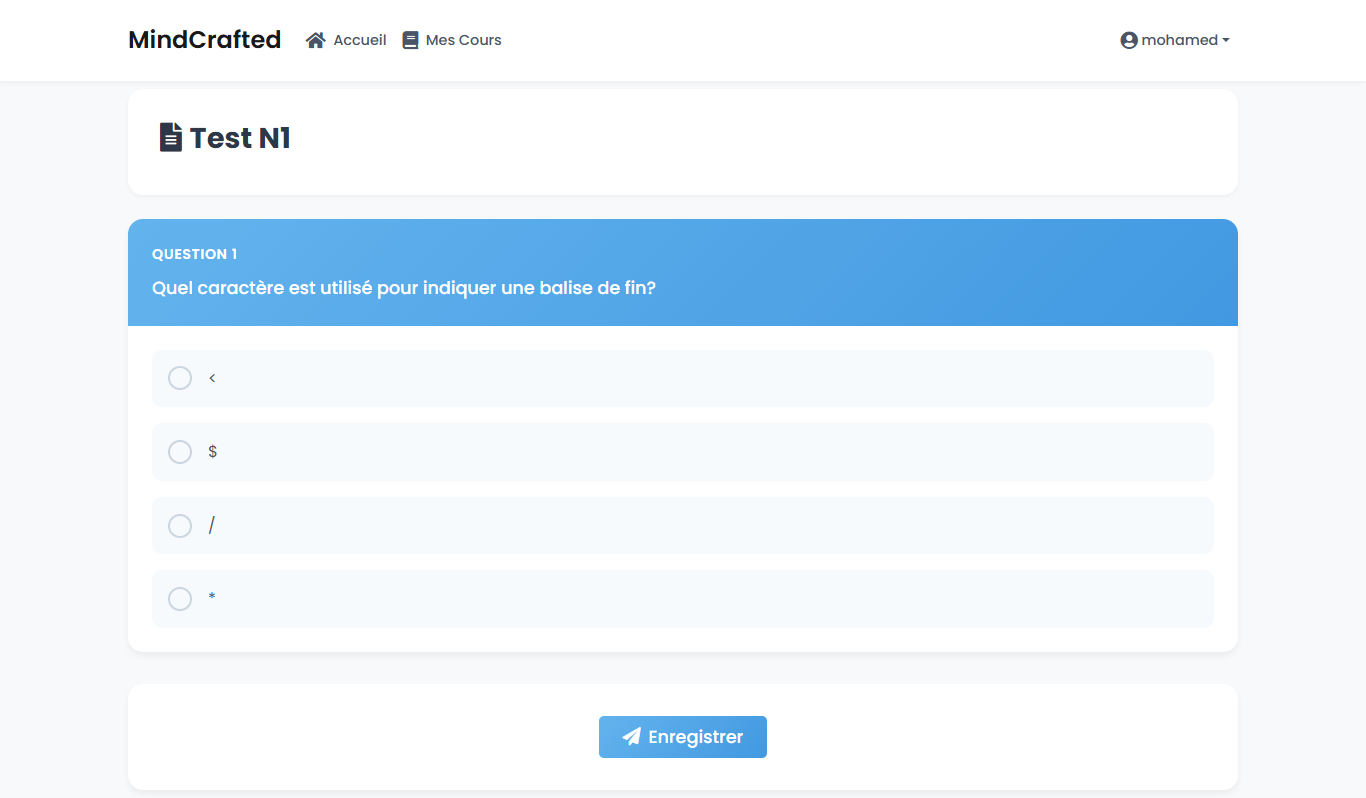 MindCrafted Accueil Mes Cours mohamed
Test N1
QUESTION 1
Quel caractère est utilisé pour indiquer une balise de fin?
<
$
/
*
Enregistrer